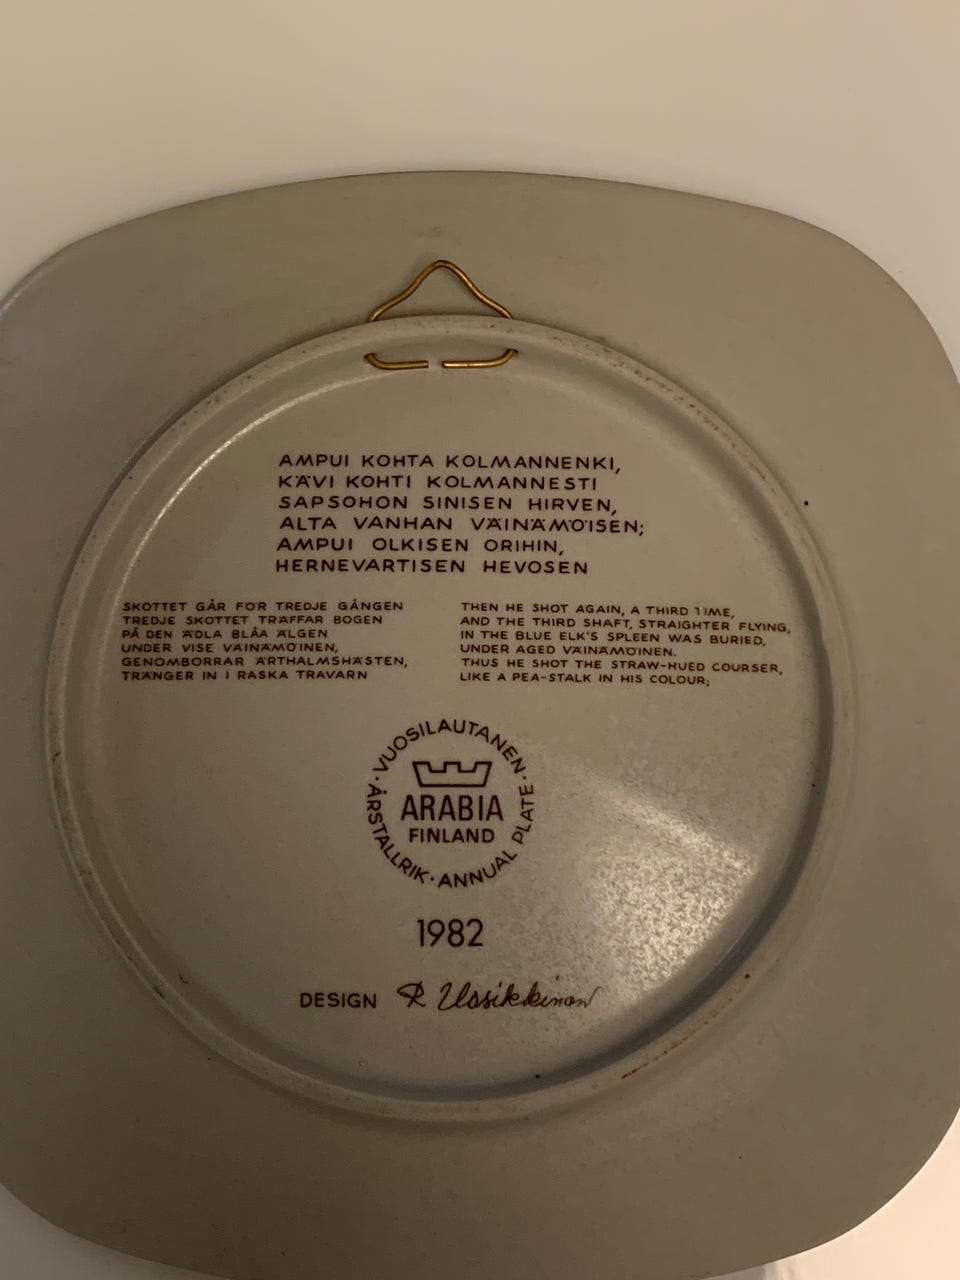 AMPUI KOHTA KOLMANNENKI,
KÄVI KOHTI KOLMANNESTI
SAPSOHON SINISEN HIRVEN,
ALTA VANHAN VÄINÄMÖISEN;
AMPUI OLKISEN ORIHIN,
HERNEVARTISEN HEVOSEN
SKOTTET GÅR FÖR TREDJE GÅNGEN
TREDJE SKOTTET TRÄFFAR BOGEN
PÅ DEN ÄDLA BLÅA ÄLGEN
UNDER VISE VÄINÄMÖINEN,
GENOMBORRAR ÄRTHALMSHÄSTEN,
TRÄNGER IN I RASKA TRAVARN
THEN HE SHOT AGAIN, A THIRD TIME,
AND THE THIRD SHAFT, STRAIGHTER FLYING,
IN THE BLUE ELK'S SPLEEN WAS BURIED,
UNDER AGED VÄINÄMÖINEN.
THUS HE SHOT THE STRAW-HUED COURSER,
LIKE A PEA-STALK IN HIS COLOUR;
· VUOSILAUTANEN · ANNUAL PLATE · ÅRSTALLRIK
ARABIA
FINLAND
1982
DESIGN R Uosikkinen